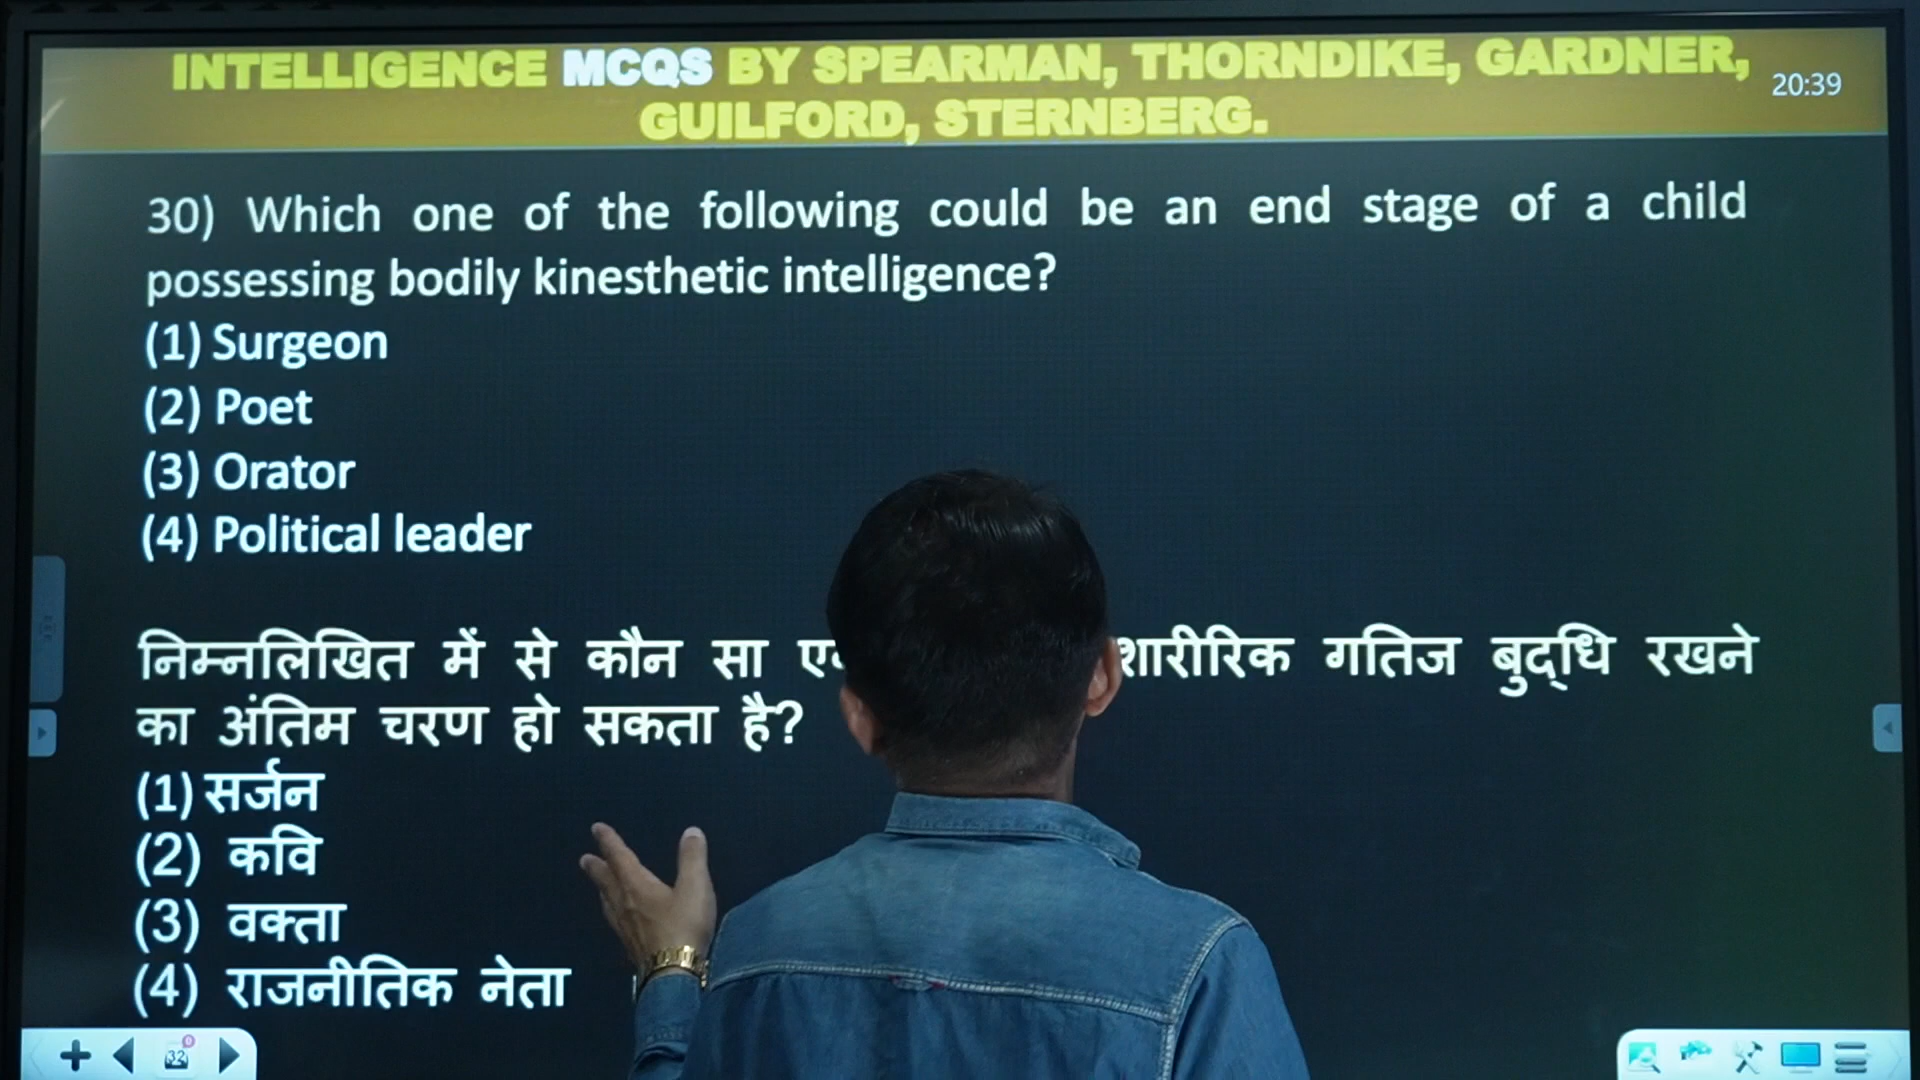 INTELLIGENCE MCQS BY SPEARMAN, THORNDIKE, GARDNER,
GUILFORD, STERNBERG.
20:39
30) Which one of the following could be an end stage of a child
possessing bodily kinesthetic intelligence?
(1) Surgeon
(2) Poet
(3) Orator
(4) Political leader
निम्नलिखित में से कौन सा शारीरिक गतिज बुद्धि रखने
का अंतिम चरण हो सकता है?
(1) सर्जन
(2) कवि
(3) वक्ता
(4) राजनीतिक नेता
32
0